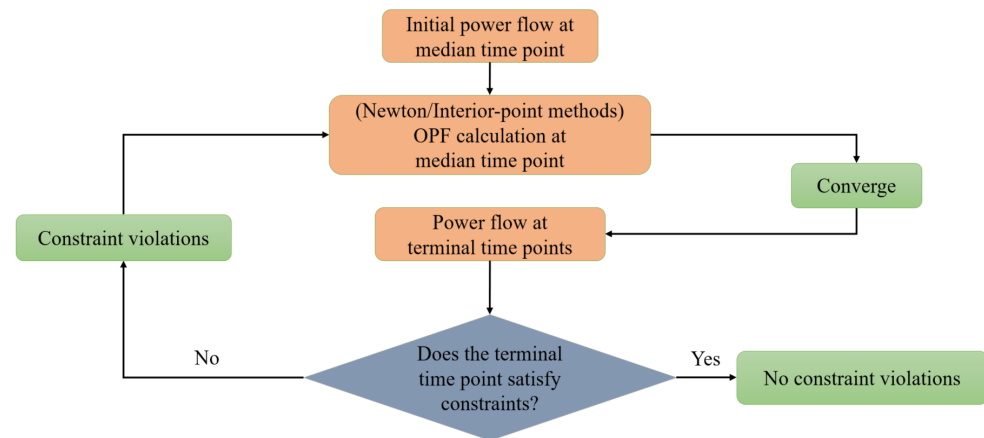 Initial power flow at
median time point
(Newton/Interior-point methods)
OPF calculation at
median time point
Converge
Power flow at
terminal time points
Constraint violations
Does the terminal
time point satisfy
constraints?
No
Yes
No constraint violations